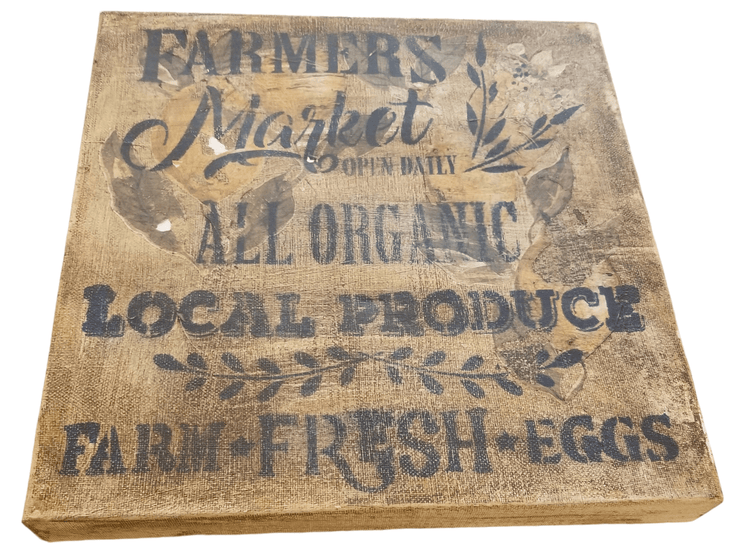 FARMERS
Market
OPEN DAILY
ALL ORGANIC
LOCAL PRODUCE
FARM★FRESH★EGGS